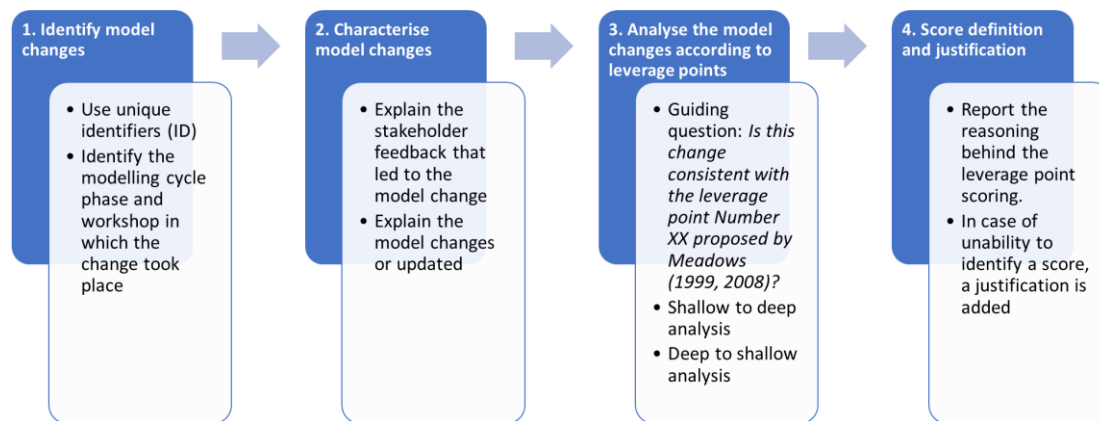 1. Identify model
changes
• Use unique
identifiers (ID)
• Identify the
modelling cycle
phase and
workshop in
which the
change took
place
2. Characterise
model changes
• Explain the
stakeholder
feedback that
led to the
model change
• Explain the
model changes
or updated
3. Analyse the model
changes according to
leverage points
• Guiding
question: Is this
change
consistent with
the leverage
point Number
XX proposed by
Meadows
(1999, 2008)?
• Shallow to deep
analysis
• Deep to shallow
analysis
4. Score definition
and justification
• Report the
reasoning
behind the
leverage point
scoring.
• In case of
unability to
identify a score,
a justification is
added